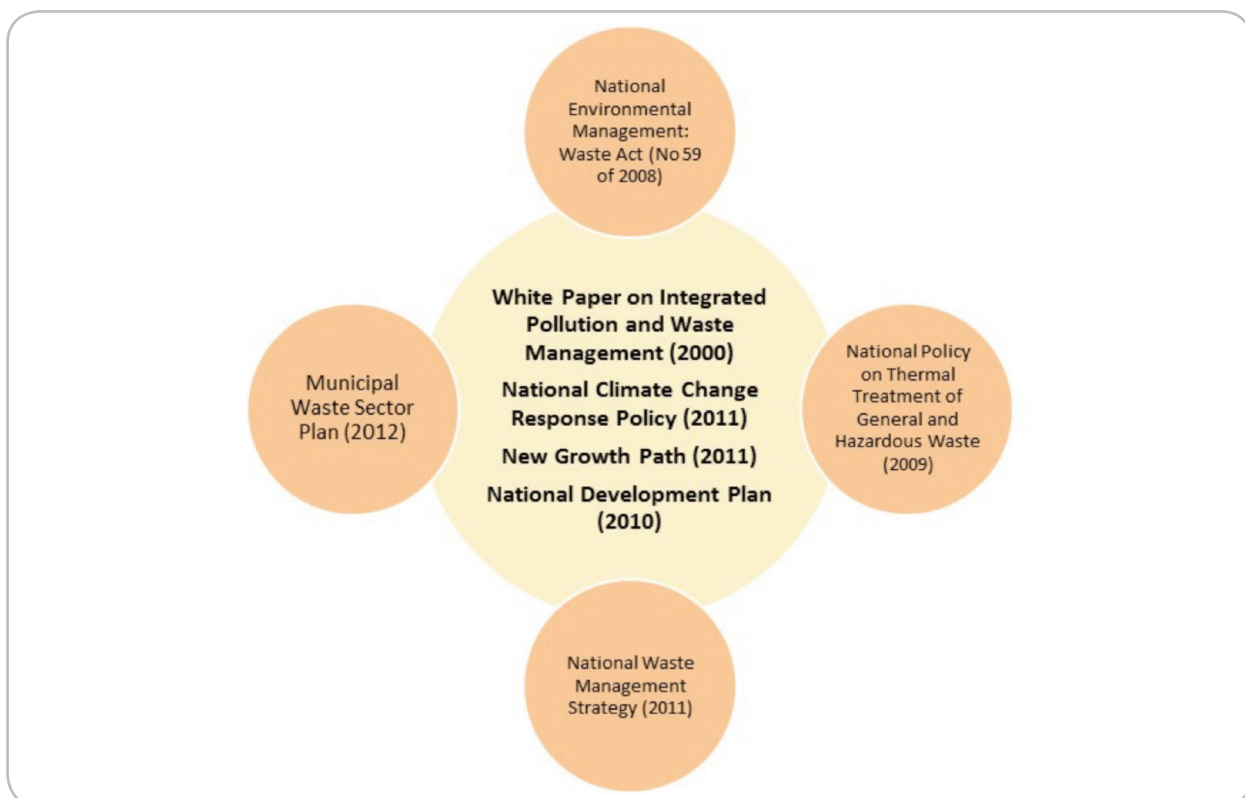 National
Environmental
Management:
Waste Act (No 59
of 2008)
White Paper on Integrated
Pollution and Waste
Management (2000)
National Climate Change
Response Policy (2011)
New Growth Path (2011)
National Development Plan
(2010)
Municipal
Waste Sector
Plan (2012)
National Policy
on Thermal
Treatment of
General and
Hazardous Waste
(2009)
National Waste
Management
Strategy (2011)